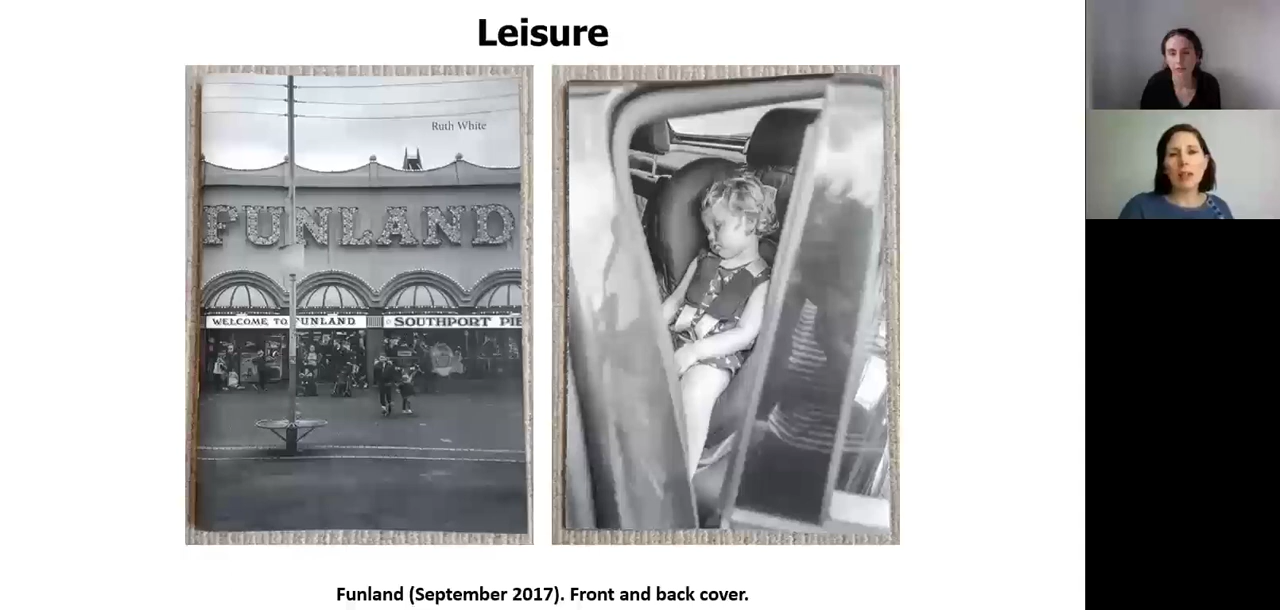 Leisure
Ruth White
FUNLAND
WELCOME TO FUNLAND
SOUTHPORT PIE
Funland (September 2017). Front and back cover.